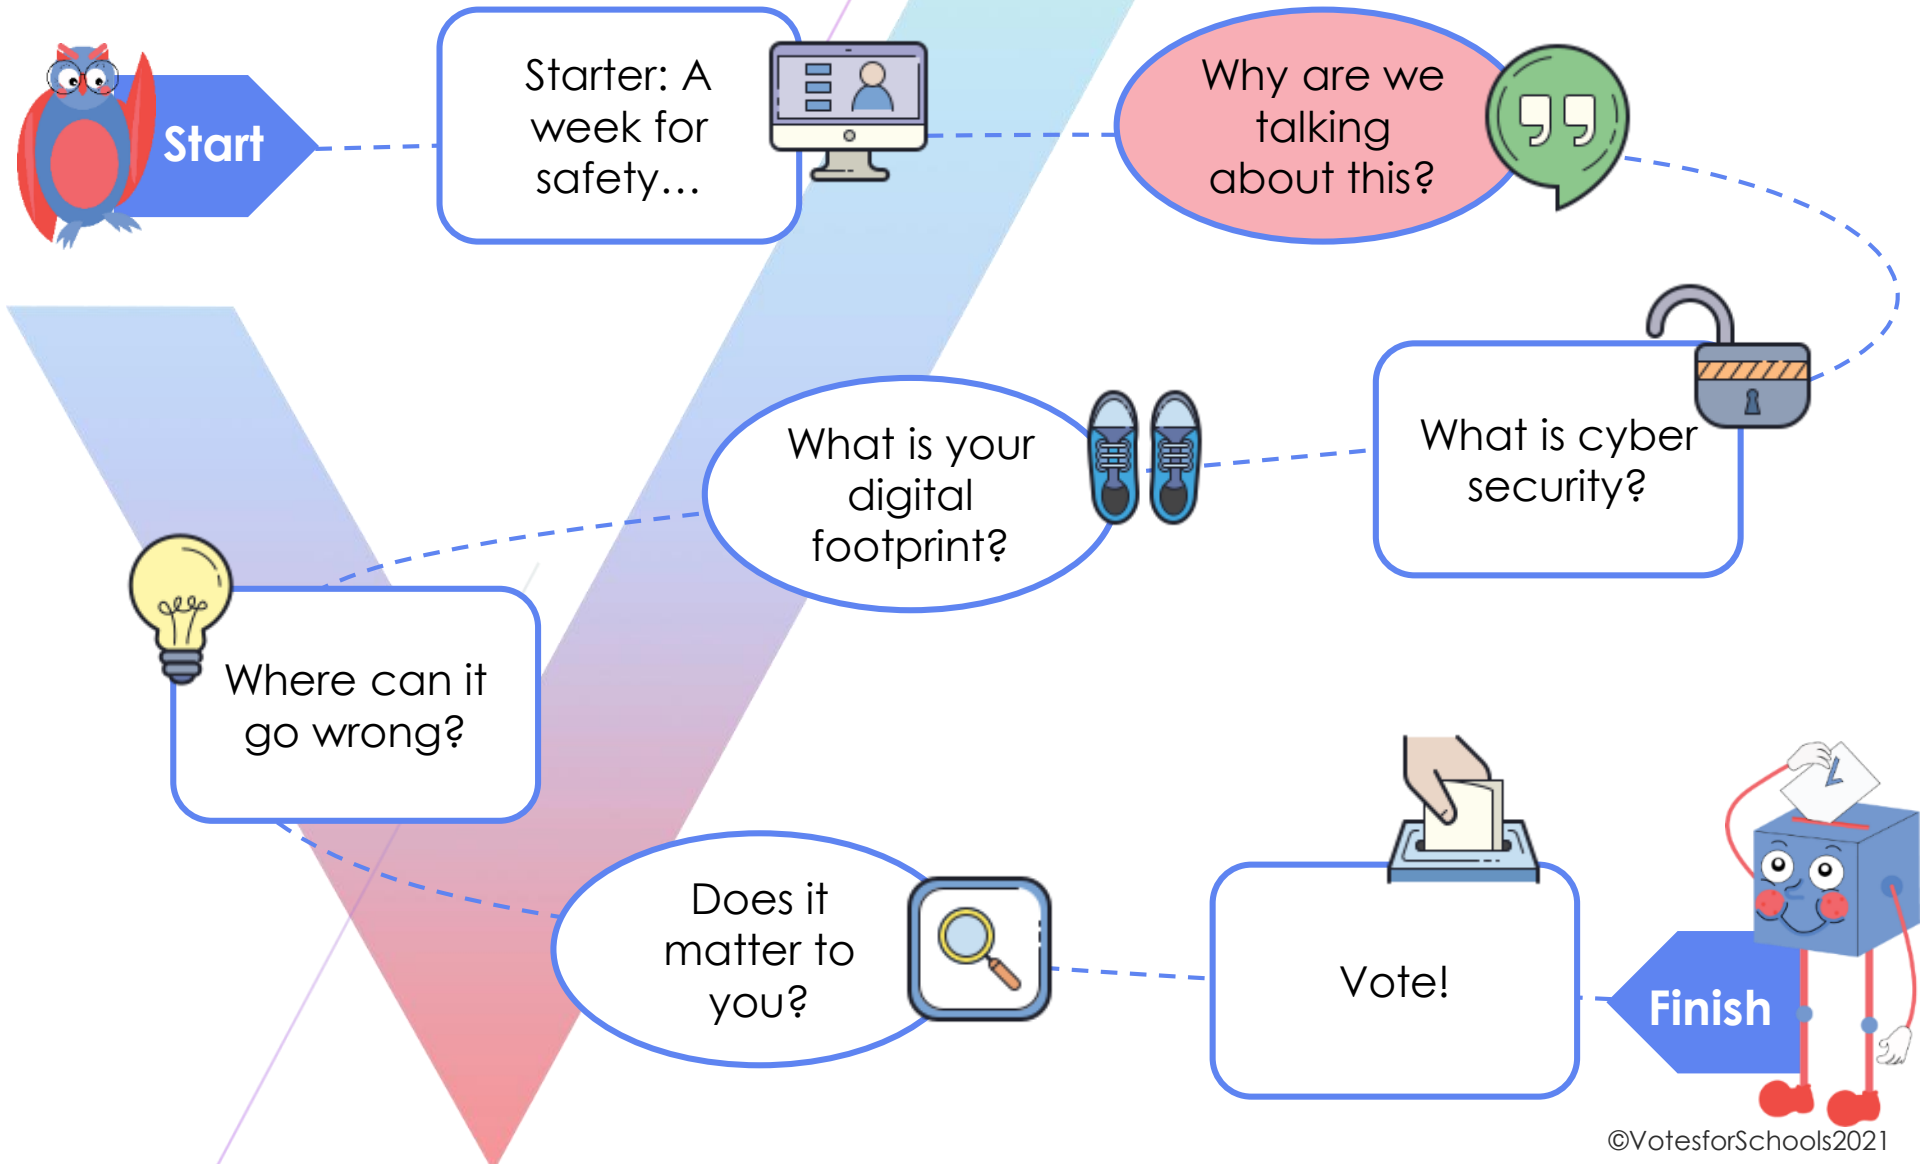 Start
Starter: A
week for
safety...
Why are we
talking
about this?
What is cyber
security?
What is your
digital
footprint?
Where can it
go wrong?
Does it
matter to
you?
Vote!
Finish
©VotesforSchools2021